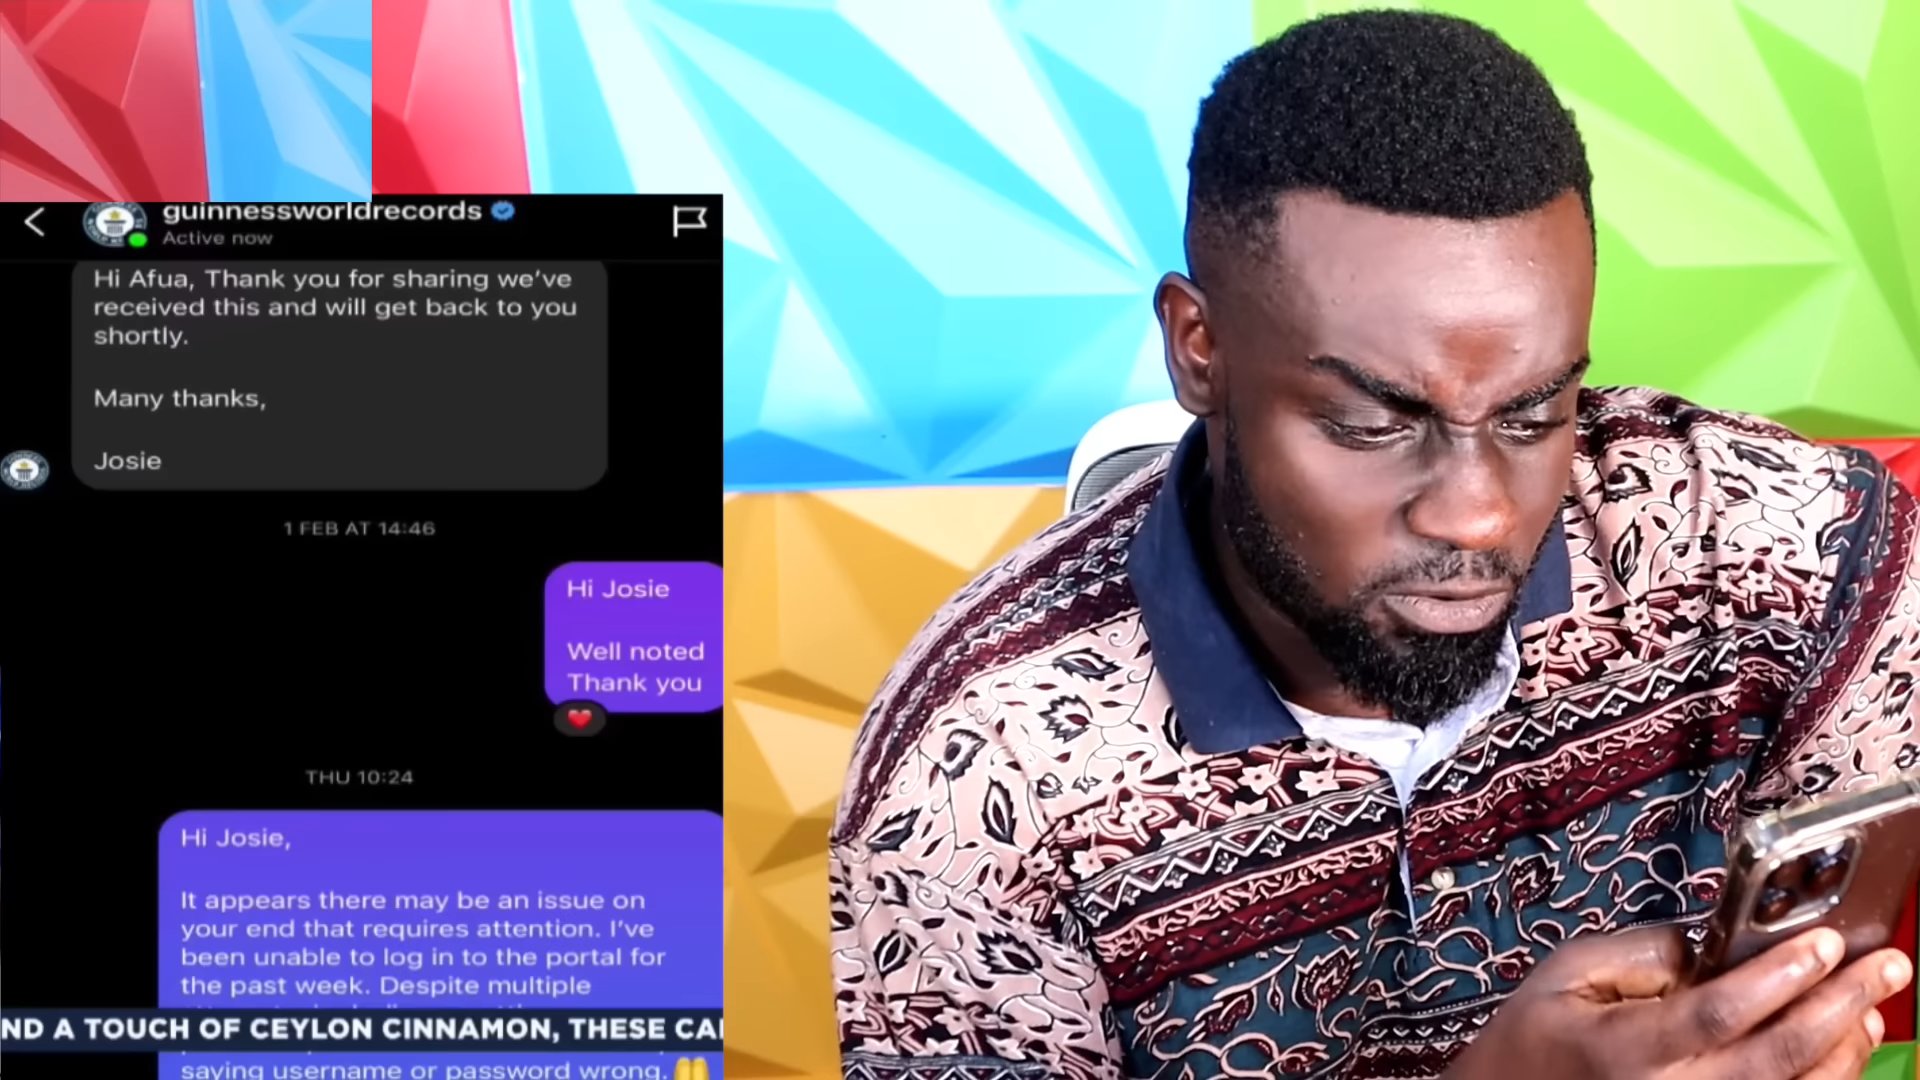 guinnessworldrecords
Active now
Hi Afua, Thank you for sharing we've
received this and will get back to you
shortly.
Many thanks,
Josie
1 FEB AT 14:46
Hi Josie
Well noted
Thank you
THU 10:24
Hi Josie,
It appears there may be an issue on
your end that requires attention. I've
been unable to log in to the portal for
the past week. Despite multiple
ND A TOUCH OF CEYLON CINNAMON, THESE CA
saying username or password wrong.